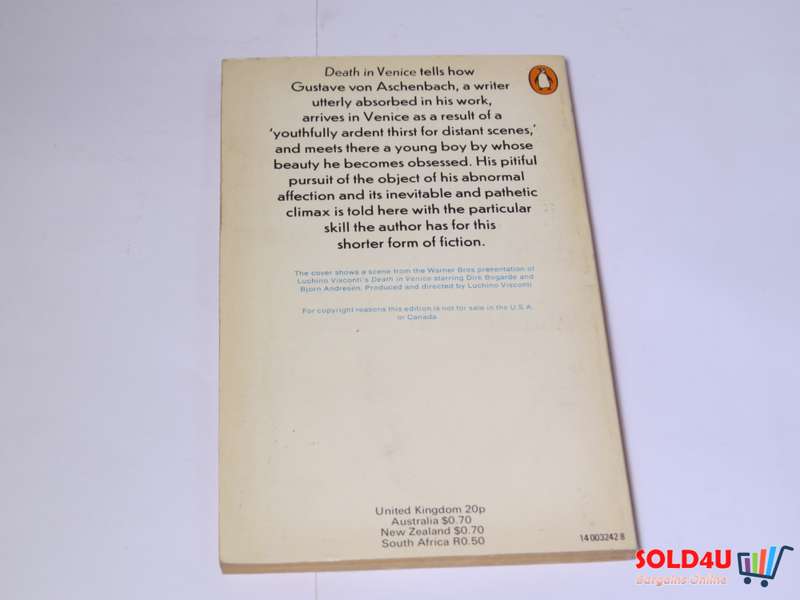 Death in Venice tells how
Gustave von Aschenbach, a writer
utterly absorbed in his work,
arrives in Venice as a result of a
'youthfully ardent thirst for distant scenes,'
and meets there a young boy by whose
beauty he becomes obsessed. His pitiful
pursuit of the object of his abnormal
affection and its inevitable and pathetic
climax is told here with the particular
skill the author has for this
shorter form of fiction.
The cover shows a scene from the Warner Bros presentation of
Luchino Visconti's Death in Venice starring Dirk Bogarde and
Bjorn Andresen. Produced and directed by Luchino Visconti
For copyright reasons this edition is not for sale in the U.S.A.
or Canada
United Kingdom 20p
Australia $0.70
New Zealand $0.70
South Africa R0.50
14 003242 8
SOLD4U
Bargains Online